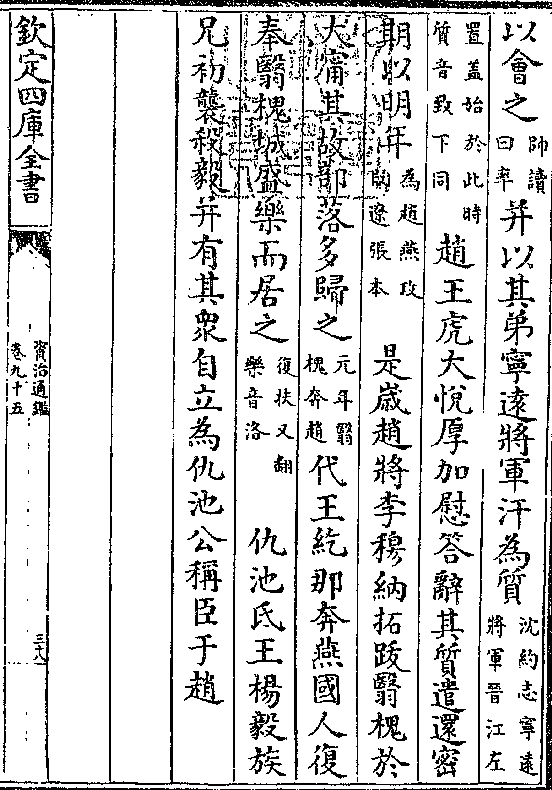 以會之帥讀曰率并以其弟寧遠將軍汗為質沈約志寧遠將軍晉江左
置蓋始於此時質音致下同趙王虎大悅厚加慰答辭其質遣還密
期以明年為趙燕攻遼張本是歲趙將李穆納拓跋翳槐於
大甯其故部落多歸之元年翳槐奔趙代王紇那奔燕國人復
奉翳槐城盛樂而居之復扶又翻樂音洛仇池氐王楊毅族
兄初襲殺毅并有其衆自立為仇池公稱臣于趙
欽定四庫全書
資治通鑑
卷九十五
三十八